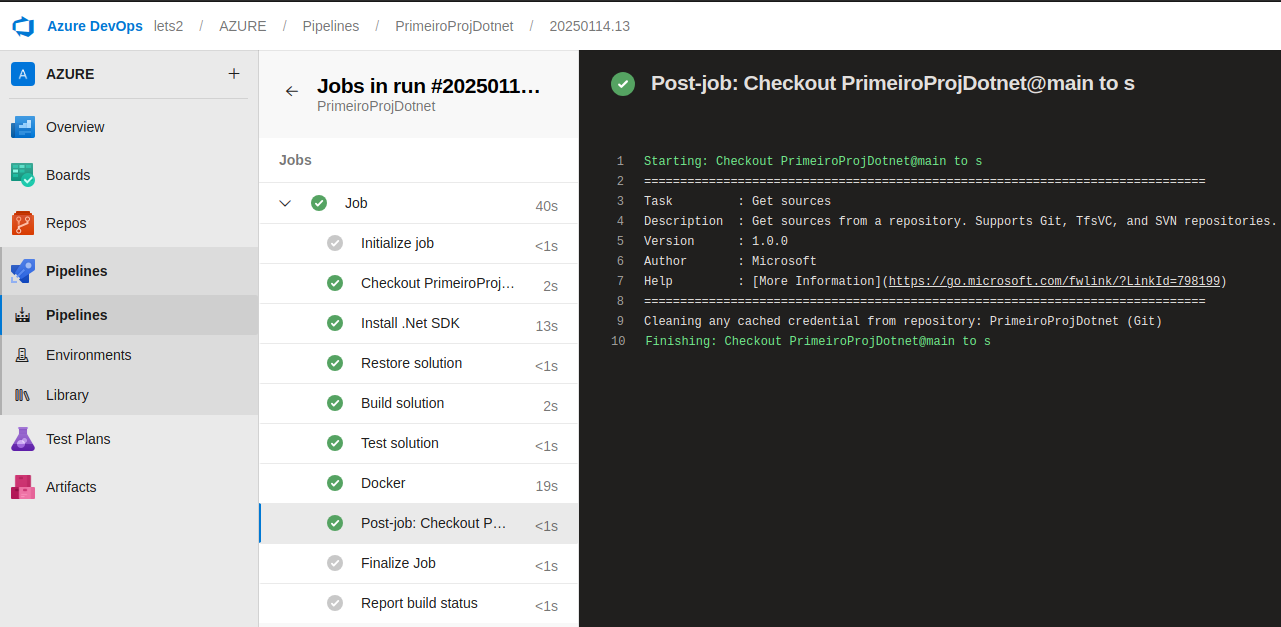 Azure DevOps lets2 / AZURE / Pipelines / PrimeiroProjDotnet / 20250114.13
A AZURE +
Overview
Boards
Repos
Pipelines
Pipelines
Environments
Library
Test Plans
Artifacts
Jobs in run #2025011...
PrimeiroProjDotnet
Jobs
Job 40s
Initialize job <1s
Checkout PrimeiroProj... 2s
Install .Net SDK 13s
Restore solution <1s
Build solution 2s
Test solution <1s
Docker 19s
Post-job: Checkout P... <1s
Finalize Job <1s
Report build status <1s
Post-job: Checkout PrimeiroProjDotnet@main to s
1 Starting: Checkout PrimeiroProjDotnet@main to s
2 ==============================================================================
3 Task : Get sources
4 Description : Get sources from a repository. Supports Git, TfsVC, and SVN repositories.
5 Version : 1.0.0
6 Author : Microsoft
7 Help : [More Information](https://go.microsoft.com/fwlink/?LinkId=798199)
8 ==============================================================================
9 Cleaning any cached credential from repository: PrimeiroProjDotnet (Git)
10 Finishing: Checkout PrimeiroProjDotnet@main to s